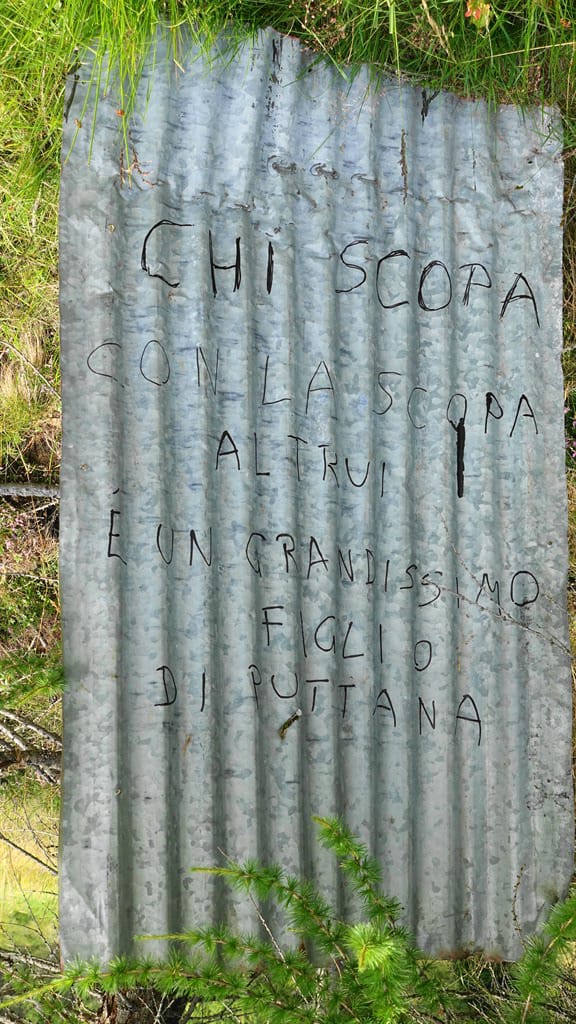 CHI SCOPA
CON LA SCOPA
ALTRUI
É UN GRANDISSIMO
FIGLIO
DI PUTTANA